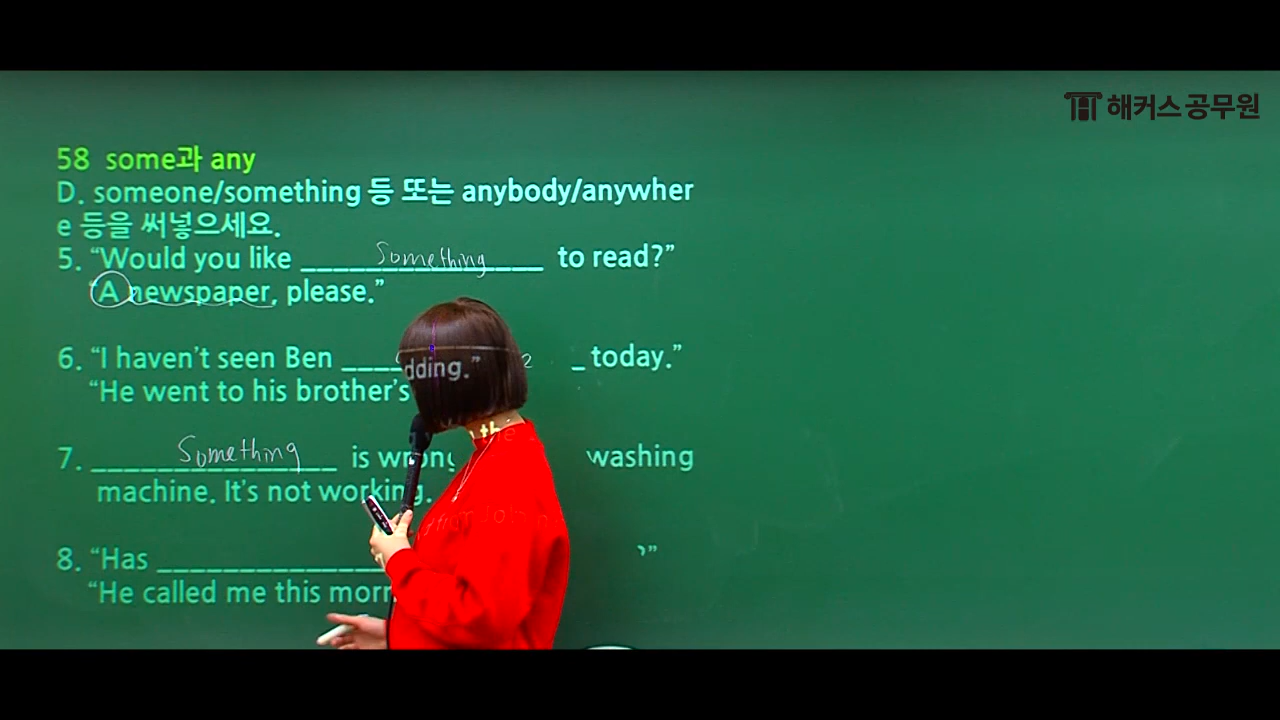 해커스 공무원
58 some과 any
D. someone/something 등 또는 anybody/anywher
e 등을 써넣으세요.
5. “Would you like Something to read?”
“A newspaper, please.”
6. “I haven’t seen Ben today.”
dding.”
“He went to his brother’s
the
7. Something is wrong washing
machine. It’s not working.
8. “Has ?”
“He called me this morn